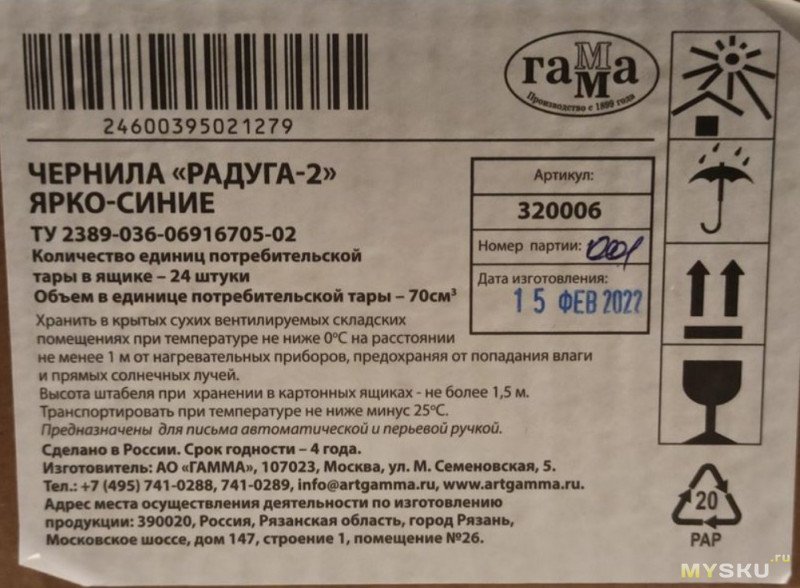 24600395021279
гамма
Производство с 1899 года
ЧЕРНИЛА «РАДУГА-2»
ЯРКО-СИНИЕ
ТУ 2389-036-06916705-02
Количество единиц потребительской
тары в ящике – 24 штуки
Объем в единице потребительской тары – 70см³
Артикул:
320006
Номер партии: 001
Дата изготовления:
15 ФЕВ 2022
Хранить в крытых сухих вентилируемых складских
помещениях при температуре не ниже 0°С на расстоянии
не менее 1 м от нагревательных приборов, предохраняя от попадания влаги
и прямых солнечных лучей.
Высота штабеля при хранении в картонных ящиках - не более 1,5 м.
Транспортировать при температуре не ниже минус 25°С.
Предназначены для письма автоматической и перьевой ручкой.
Сделано в России. Срок годности – 4 года.
Изготовитель: АО «ГАММА», 107023, Москва, ул. М. Семеновская, 5.
Тел.: +7 (495) 741-0288, 741-0289, info@artgamma.ru, www.artgamma.ru.
Адрес места осуществления деятельности по изготовлению
продукции: 390020, Россия, Рязанская область, город Рязань,
Московское шоссе, дом 147, строение 1, помещение №26.
20
PAP
MYSKU.ru